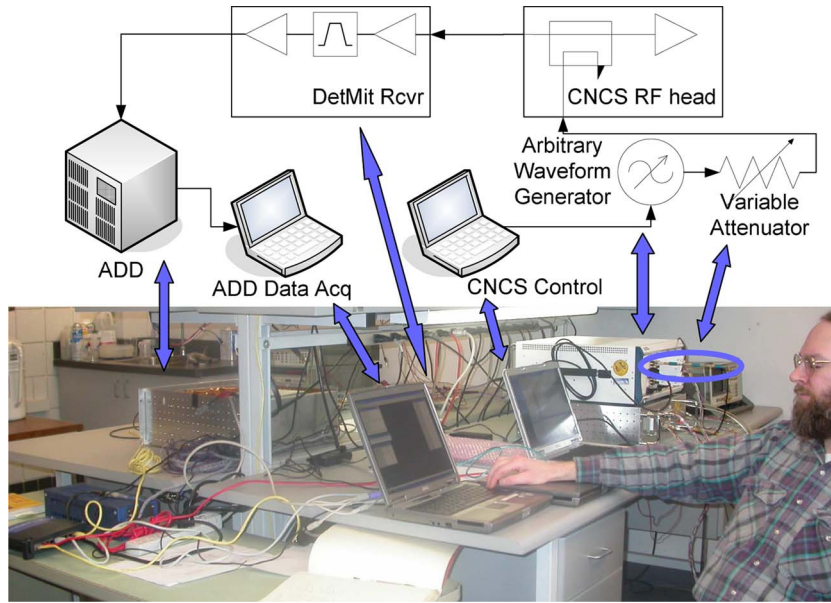 DetMit Rcvr
CNCS RF head
Arbitrary
Waveform
Generator
Variable
Attenuator
ADD
ADD Data Acq
CNCS Control